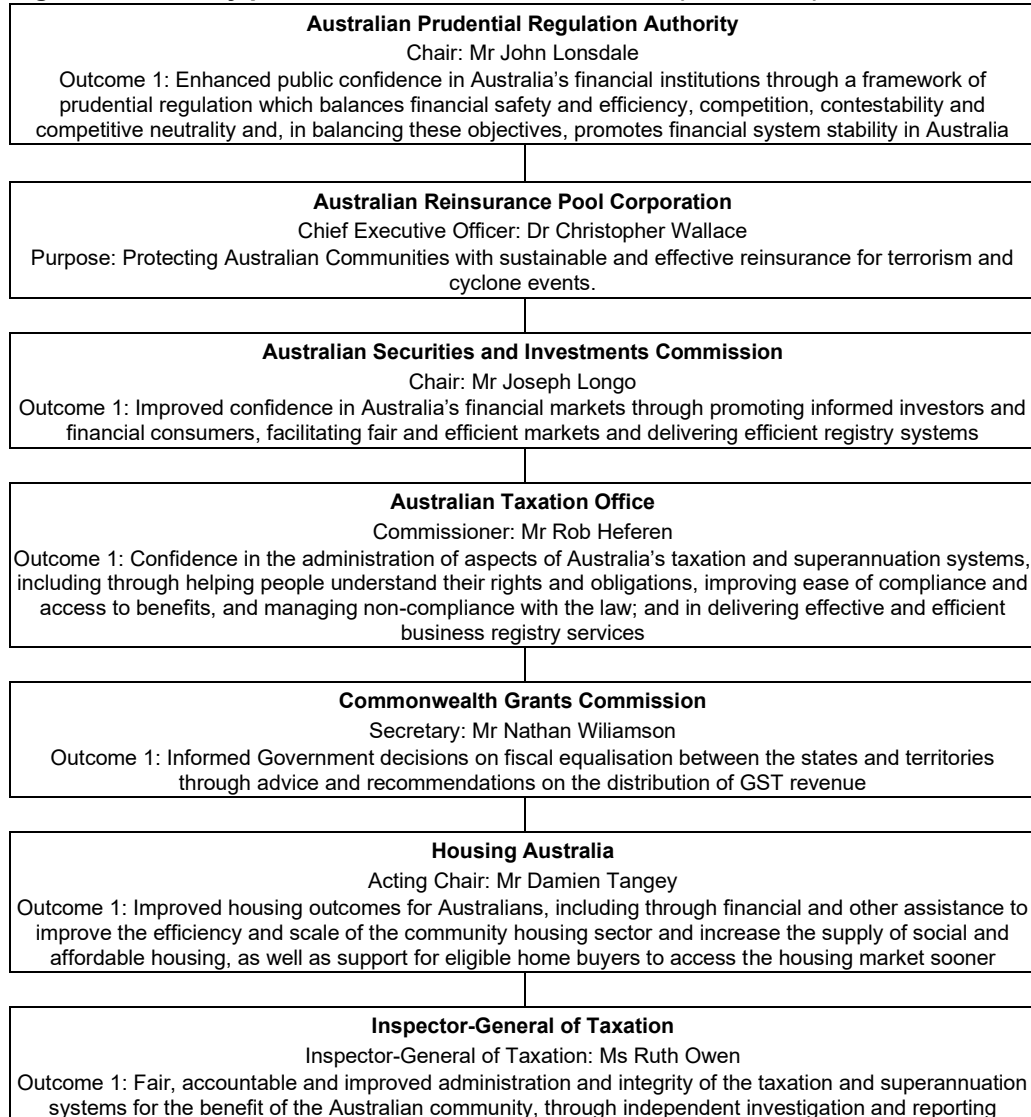 Australian Prudential Regulation Authority
Chair: Mr John Lonsdale
Outcome 1: Enhanced public confidence in Australia’s financial institutions through a framework of
prudential regulation which balances financial safety and efficiency, competition, contestability and
competitive neutrality and, in balancing these objectives, promotes financial system stability in Australia
Australian Reinsurance Pool Corporation
Chief Executive Officer: Dr Christopher Wallace
Purpose: Protecting Australian Communities with sustainable and effective reinsurance for terrorism and
cyclone events.
Australian Securities and Investments Commission
Chair: Mr Joseph Longo
Outcome 1: Improved confidence in Australia’s financial markets through promoting informed investors and
financial consumers, facilitating fair and efficient markets and delivering efficient registry systems
Australian Taxation Office
Commissioner: Mr Rob Heferen
Outcome 1: Confidence in the administration of aspects of Australia’s taxation and superannuation systems,
including through helping people understand their rights and obligations, improving ease of compliance and
access to benefits, and managing non-compliance with the law; and in delivering effective and efficient
business registry services
Commonwealth Grants Commission
Secretary: Mr Nathan Wiliamson
Outcome 1: Informed Government decisions on fiscal equalisation between the states and territories
through advice and recommendations on the distribution of GST revenue
Housing Australia
Acting Chair: Mr Damien Tangey
Outcome 1: Improved housing outcomes for Australians, including through financial and other assistance to
improve the efficiency and scale of the community housing sector and increase the supply of social and
affordable housing, as well as support for eligible home buyers to access the housing market sooner
Inspector-General of Taxation
Inspector-General of Taxation: Ms Ruth Owen
Outcome 1: Fair, accountable and improved administration and integrity of the taxation and superannuation
systems for the benefit of the Australian community, through independent investigation and reporting